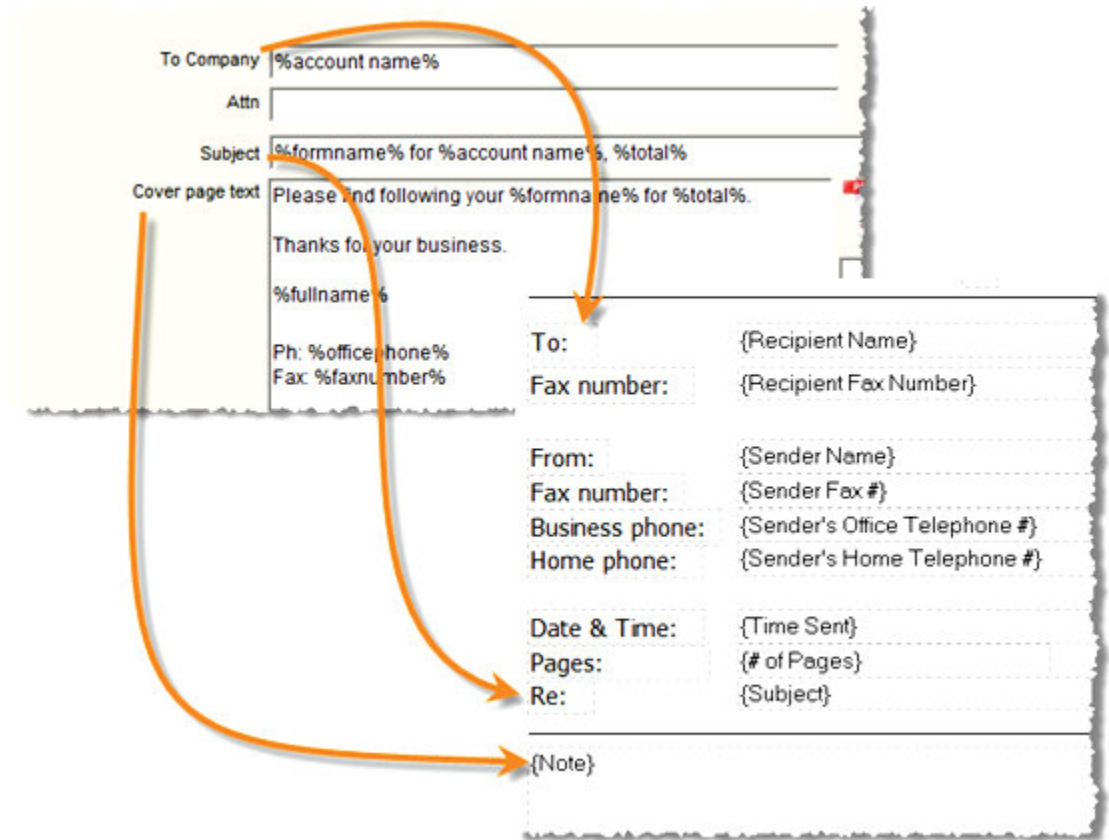 To Company %account name%
Attn
Subject %formname% for %account name%, %total%
Cover page text Please find following your %formname% for %total%.
Thanks for your business.
%fullname%
Ph: %officephone%
Fax: %faxnumber%
To: {Recipient Name}
Fax number: {Recipient Fax Number}
From: {Sender Name}
Fax number: {Sender Fax #}
Business phone: {Sender's Office Telephone #}
Home phone: {Sender's Home Telephone #}
Date & Time: {Time Sent}
Pages: {# of Pages}
Re: {Subject}
{Note}